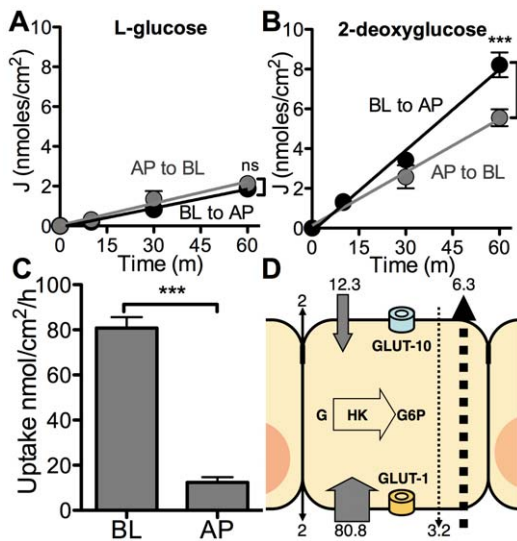 A
L-glucose
J (nmoles/cm²)
10
8
6
4
2
0
AP to BL
ns
BL to AP
0 15 30 45 60
Time (m)
B
2-deoxyglucose
J (nmoles/cm²)
10
8
6
4
2
0
***
BL to AP
AP to BL
0 15 30 45 60
Time (m)
C
Uptake nmol/cm²/h
100
80
60
40
20
0
***
BL AP
D
2 12.3 6.3
GLUT-10
G HK G6P
GLUT-1
2 80.8 3.2